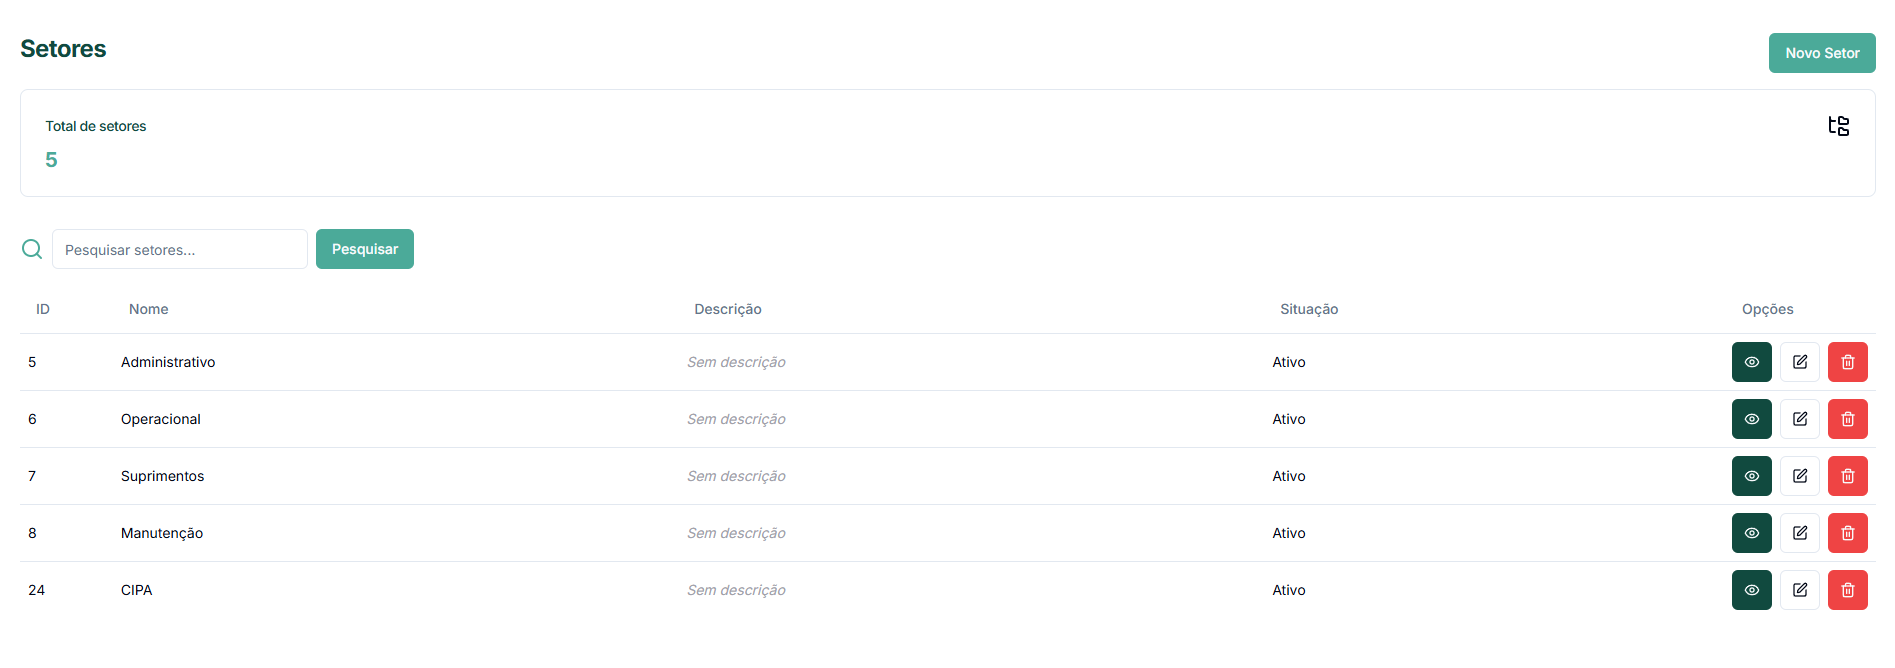 Setores
Novo Setor
Total de setores
5
Pesquisar setores...
Pesquisar
ID Nome Descrição Situação Opções
5 Administrativo Sem descrição Ativo
6 Operacional Sem descrição Ativo
7 Suprimentos Sem descrição Ativo
8 Manutenção Sem descrição Ativo
24 CIPA Sem descrição Ativo